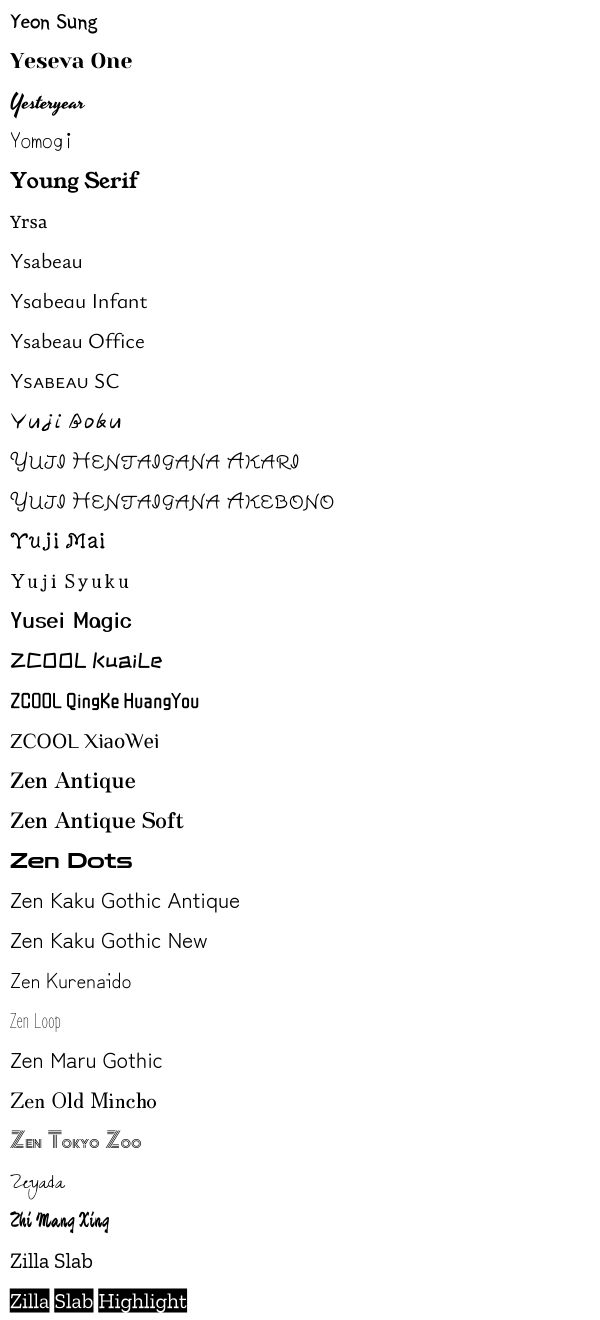 Yeon Sung
Yeseva One
Yesteryear
Yomogi
Young Serif
Yrsa
Ysabeau
Ysabeau Infant
Ysabeau Office
Ysabeau SC
Yuji Boku
Yuji Hentaigana Akari
Yuji Hentaigana Akebono
Yuji Mai
Yuji Syuku
Yusei Magic
ZCOOL KuaiLe
ZCOOL QingKe HuangYou
ZCOOL XiaoWei
Zen Antique
Zen Antique Soft
Zen Dots
Zen Kaku Gothic Antique
Zen Kaku Gothic New
Zen Kurenaido
Zen Loop
Zen Maru Gothic
Zen Old Mincho
Zen Tokyo Zoo
Zeyada
Zhi Mang Xing
Zilla Slab
Zilla Slab Highlight